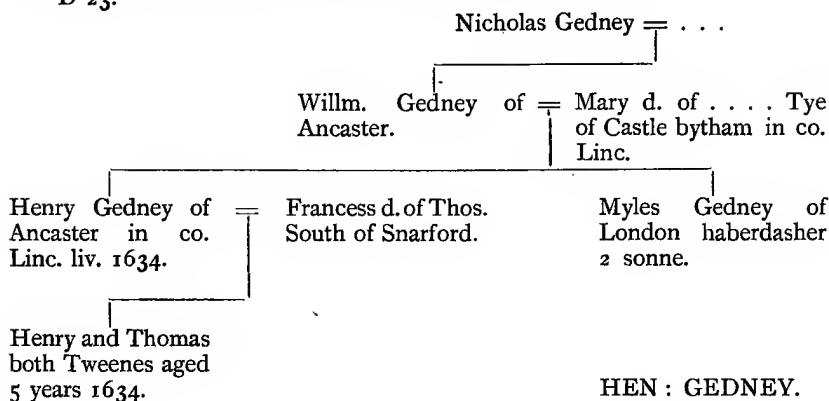 D 23.
Nicholas Gedney = . . .
Willm. Gedney of = Mary d. of . . . . Tye
Ancaster. of Castle bytham in co.
Linc.
Henry Gedney of = Francess d. of Thos.
Ancaster in co. South of Snarford.
Linc. liv. 1634.
Myles Gedney of
London haberdasher
2 sonne.
Henry and Thomas
both Tweenes aged
5 years 1634.
HEN : GEDNEY.